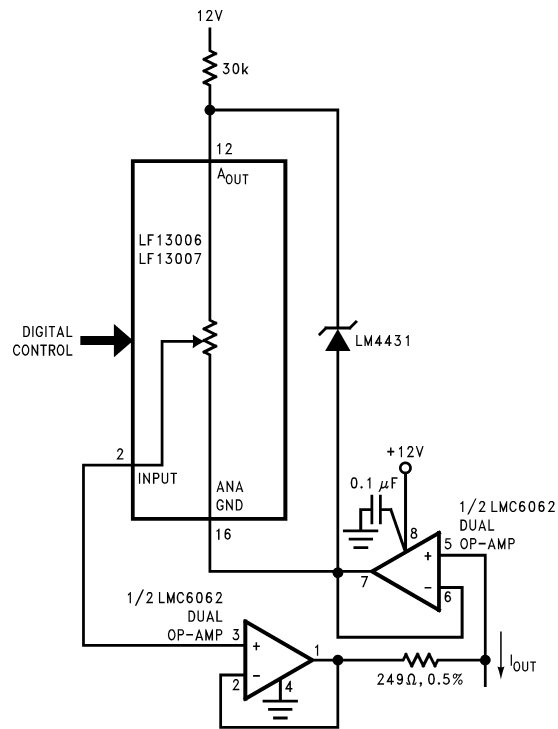 12V
30k
12
AOUT
LF13006
LF13007
DIGITAL
CONTROL
LM4431
2
INPUT
+12V
0.1 μF
ANA
GND
16
8
1/2 LMC6062
DUAL
OP-AMP
5
+
7
-
6
1/2 LMC6062
DUAL
OP-AMP
3
+
1
2
-
4
249Ω, 0.5%
IOUT